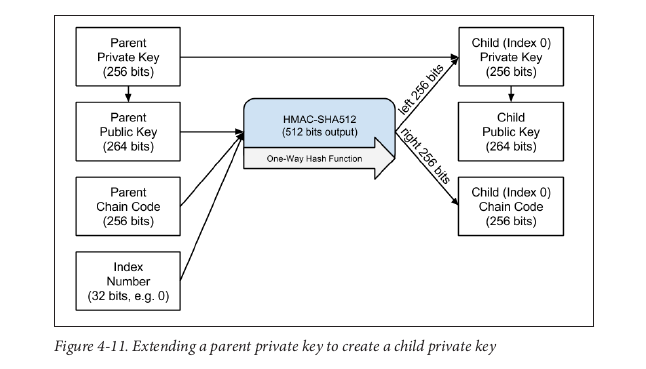 Parent
Private Key
(256 bits)
Parent
Public Key
(264 bits)
Parent
Chain Code
(256 bits)
Index
Number
(32 bits, e.g. 0)
HMAC-SHA512
(512 bits output)
One-Way Hash Function
left 256 bits
right 256 bits
Child (Index 0)
Private Key
(256 bits)
Child
Public Key
(264 bits)
Child (Index 0)
Chain Code
(256 bits)
Figure 4-11. Extending a parent private key to create a child private key